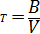 T = B/V